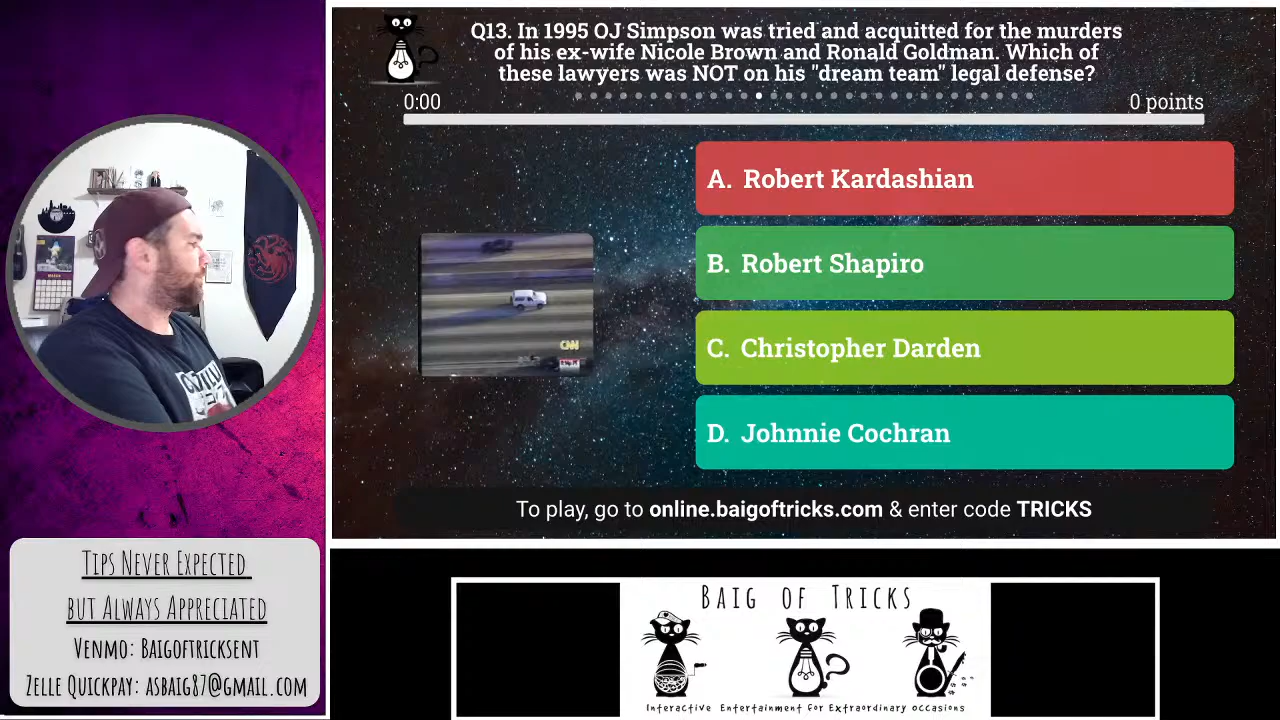 Q13. In 1995 OJ Simpson was tried and acquitted for the murders
of his ex-wife Nicole Brown and Ronald Goldman. Which of
these lawyers was NOT on his "dream team" legal defense?
0:00
0 points
A. Robert Kardashian
B. Robert Shapiro
C. Christopher Darden
D. Johnnie Cochran
CNN
To play, go to online.baigoftricks.com & enter code TRICKS
Tips Never Expected
but Always Appreciated
Venmo: Baigoftricksent
Zelle Quickpay: asbaig87@gmail.com
Baig of Tricks
Interactive Entertainment for Extraordinary Occasions